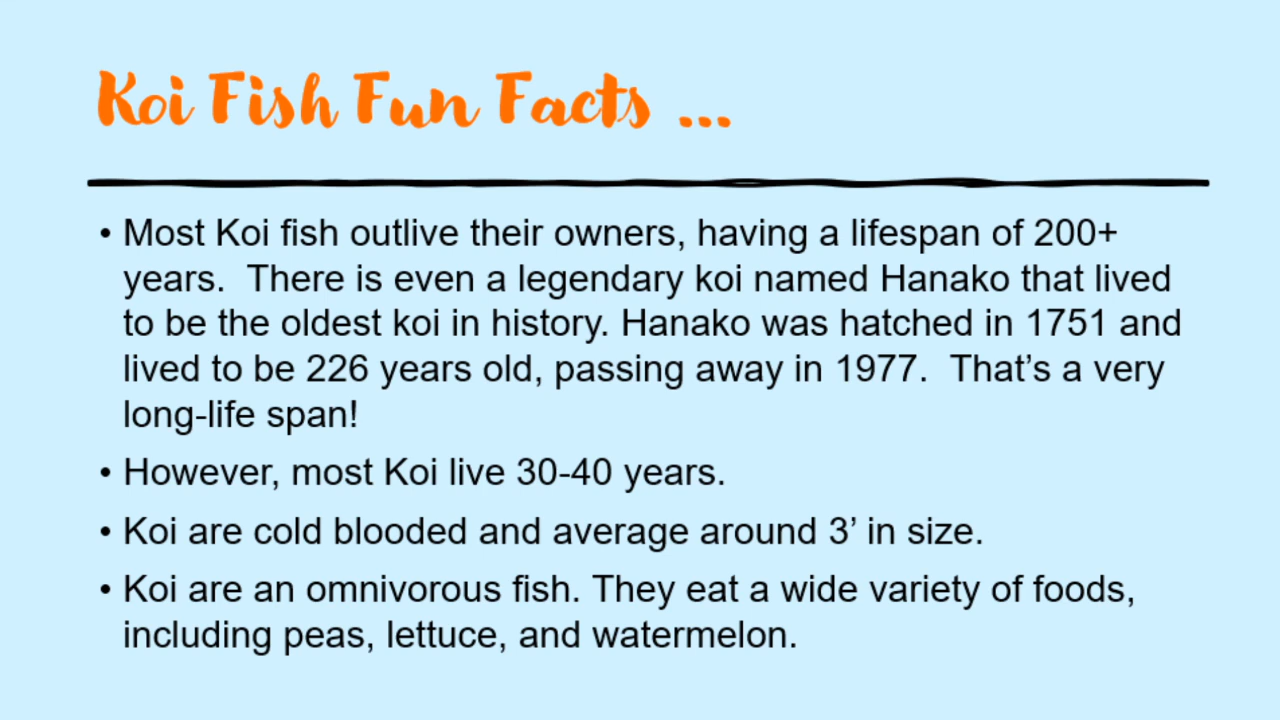 Koi Fish Fun Facts ...
• Most Koi fish outlive their owners, having a lifespan of 200+
years.  There is even a legendary koi named Hanako that lived
to be the oldest koi in history. Hanako was hatched in 1751 and
lived to be 226 years old, passing away in 1977.  That’s a very
long-life span!
• However, most Koi live 30-40 years.
• Koi are cold blooded and average around 3’ in size.
• Koi are an omnivorous fish. They eat a wide variety of foods,
including peas, lettuce, and watermelon.